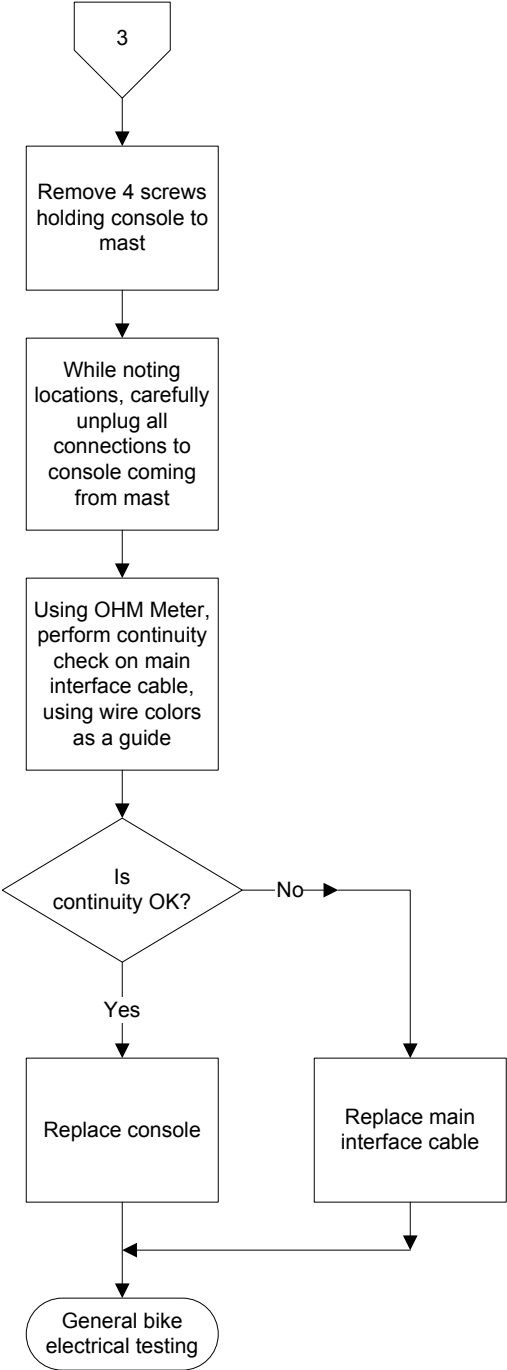 3
Remove 4 screws
holding console to
mast
While noting
locations, carefully
unplug all
connections to
console coming
from mast
Using OHM Meter,
perform continuity
check on main
interface cable,
using wire colors
as a guide
Is
continuity OK?
No
Yes
Replace console
Replace main
interface cable
General bike
electrical testing